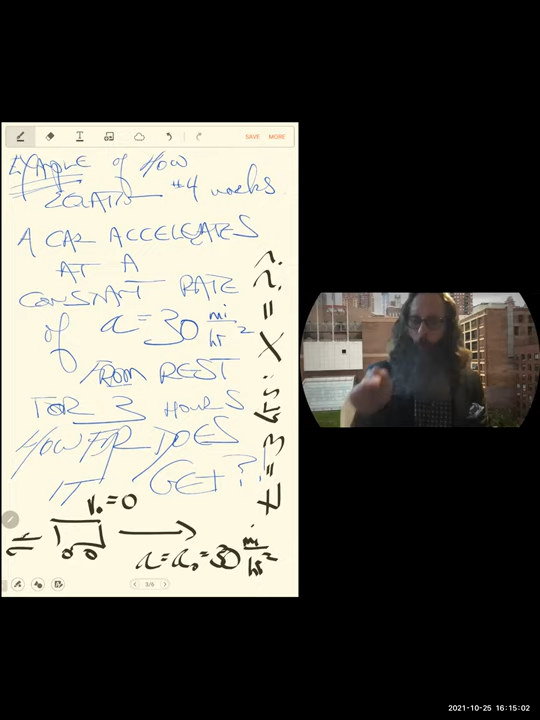 SAVE MORE
EXAMPLE of HOW
EQUATION #4 works
A CAR ACCELERATES
AT A
CONSTANT RATE
of a = 30 mi/hr²
FROM REST
FOR 3 HOURS
HOW FAR DOES
IT GET??
t = 3 hrs: X = ?
V₀ = 0
a = a₀ = 30 mi/hr²
3/6
2021-10-25 16:15:02